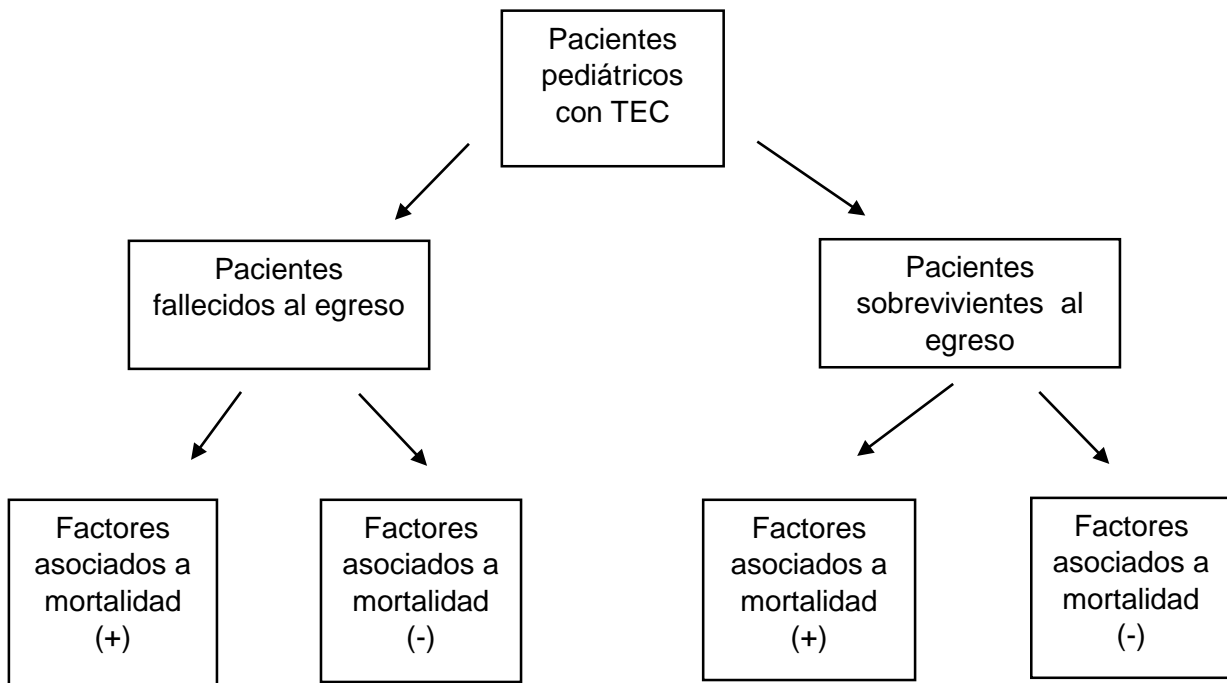 Pacientes
pediátricos
con TEC
Pacientes
fallecidos al egreso
Pacientes
sobrevivientes al
egreso
Factores
asociados a
mortalidad
(+)
Factores
asociados a
mortalidad
(-)
Factores
asociados a
mortalidad
(+)
Factores
asociados a
mortalidad
(-)